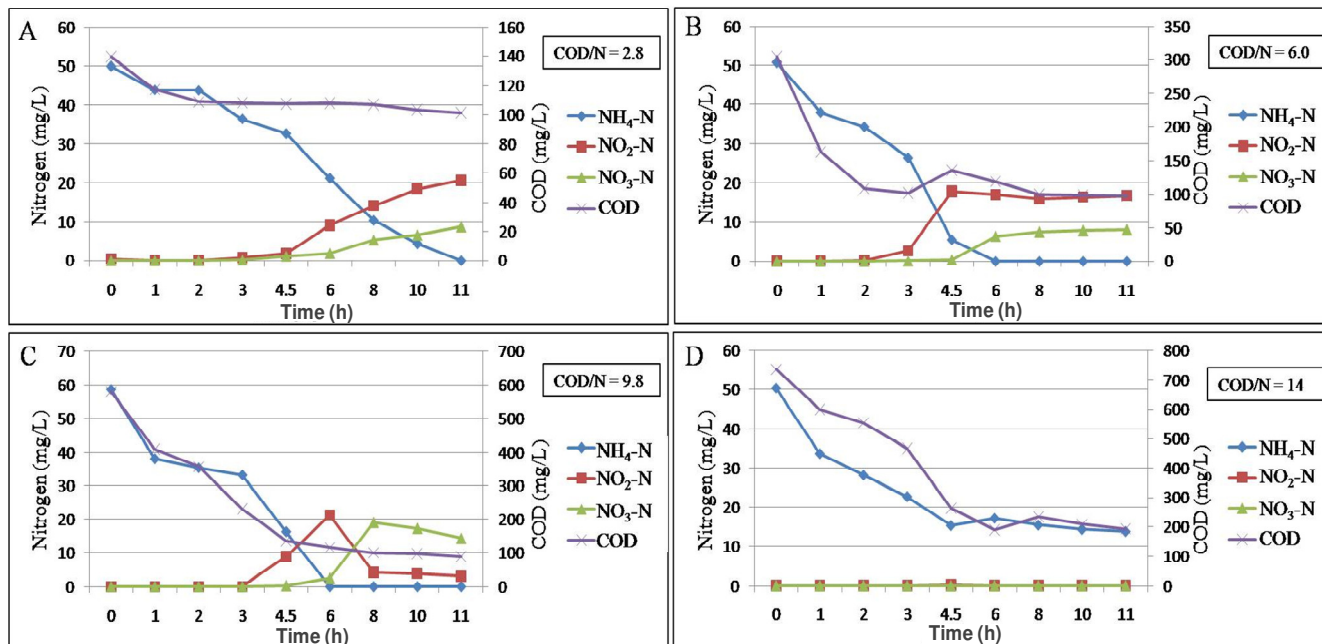 A
COD/N = 2.8
Nitrogen (mg/L)
60
50
40
30
20
10
0
160
140
120
100
80
60
40
20
0
COD (mg/L)
NH₄-N
NO₂-N
NO₃-N
COD
0 1 2 3 4.5 6 8 10 11
Time (h)
B
COD/N = 6.0
Nitrogen (mg/L)
60
50
40
30
20
10
0
350
300
250
200
150
100
50
0
COD (mg/L)
NH₄-N
NO₂-N
NO₃-N
COD
0 1 2 3 4.5 6 8 10 11
Time (h)
C
COD/N = 9.8
Nitrogen (mg/L)
70
60
50
40
30
20
10
0
700
600
500
400
300
200
100
0
COD (mg/L)
NH₄-N
NO₂-N
NO₃-N
COD
0 1 2 3 4.5 6 8 10 11
Time (h)
D
COD/N = 14
Nitrogen (mg/L)
60
50
40
30
20
10
0
800
700
600
500
400
300
200
100
0
COD (mg/L)
NH₄-N
NO₂-N
NO₃-N
COD
0 1 2 3 4.5 6 8 10 11
Time (h)